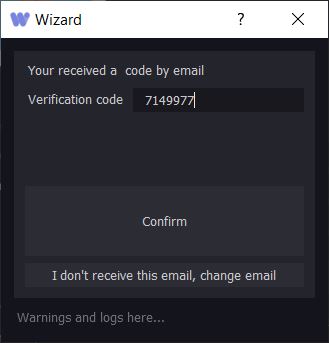 Wizard
Your received a  code by email
Verification code 7149977
Confirm
I don't receive this email, change email
Warnings and logs here...